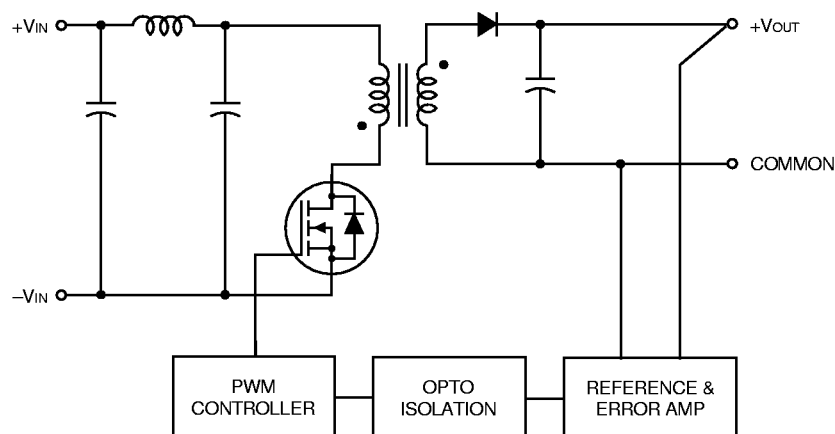 +VIN
+VOUT
COMMON
–VIN
PWM
CONTROLLER
OPTO
ISOLATION
REFERENCE &
ERROR AMP